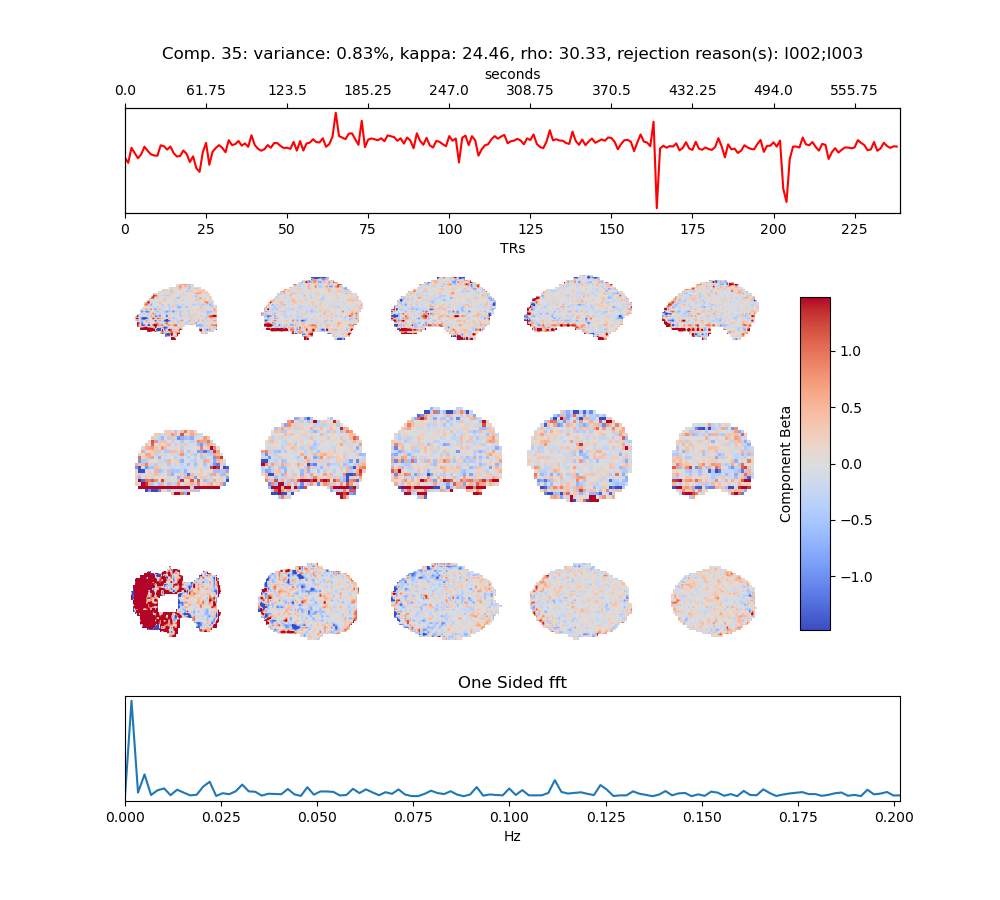 Comp. 35: variance: 0.83%, kappa: 24.46, rho: 30.33, rejection reason(s): I002;I003
seconds
0.0 61.75 123.5 185.25 247.0 308.75 370.5 432.25 494.0 555.75
0 25 50 75 100 125 150 175 200 225
TRs
1.0
0.5
0.0
−0.5
−1.0
Component Beta
One Sided fft
0.000 0.025 0.050 0.075 0.100 0.125 0.150 0.175 0.200
Hz